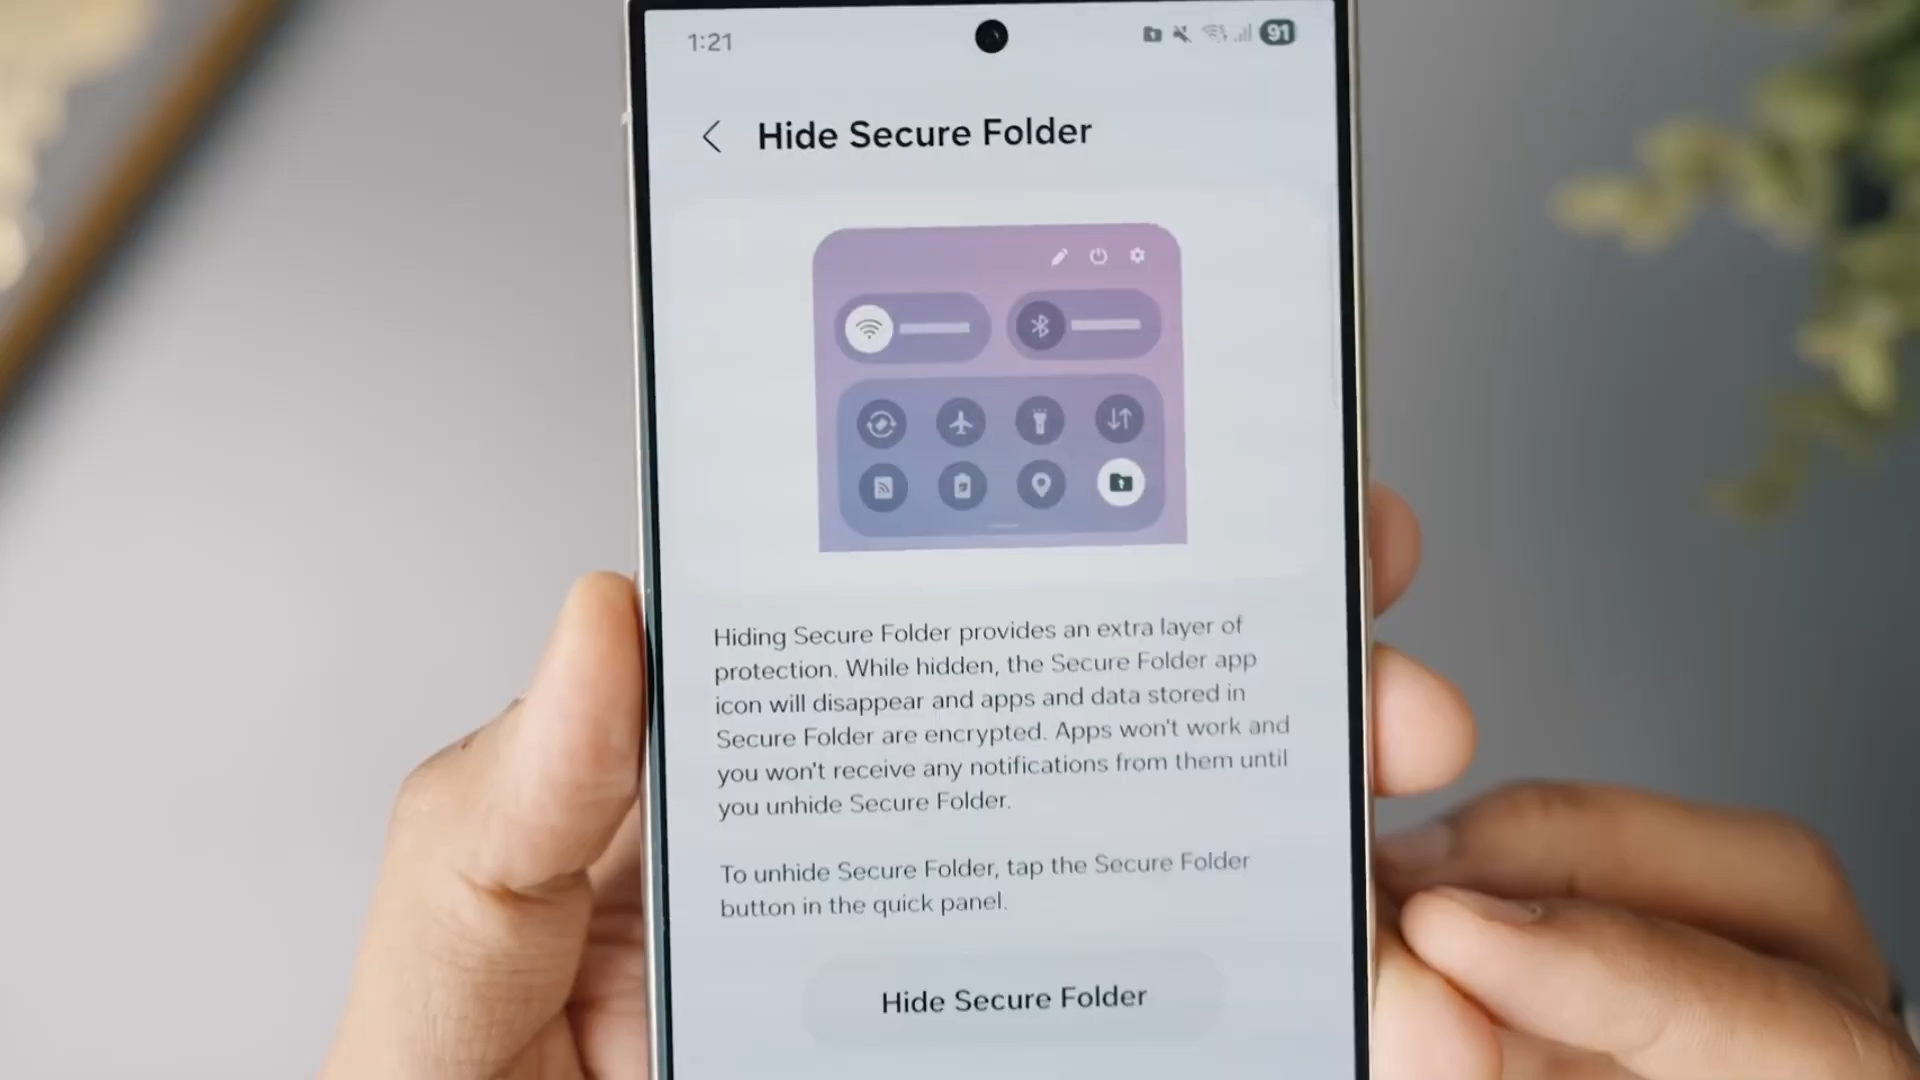 1:21
91
Hide Secure Folder
Hiding Secure Folder provides an extra layer of
protection. While hidden, the Secure Folder app
icon will disappear and apps and data stored in
Secure Folder are encrypted. Apps won't work and
you won't receive any notifications from them until
you unhide Secure Folder.
To unhide Secure Folder, tap the Secure Folder
button in the quick panel.
Hide Secure Folder